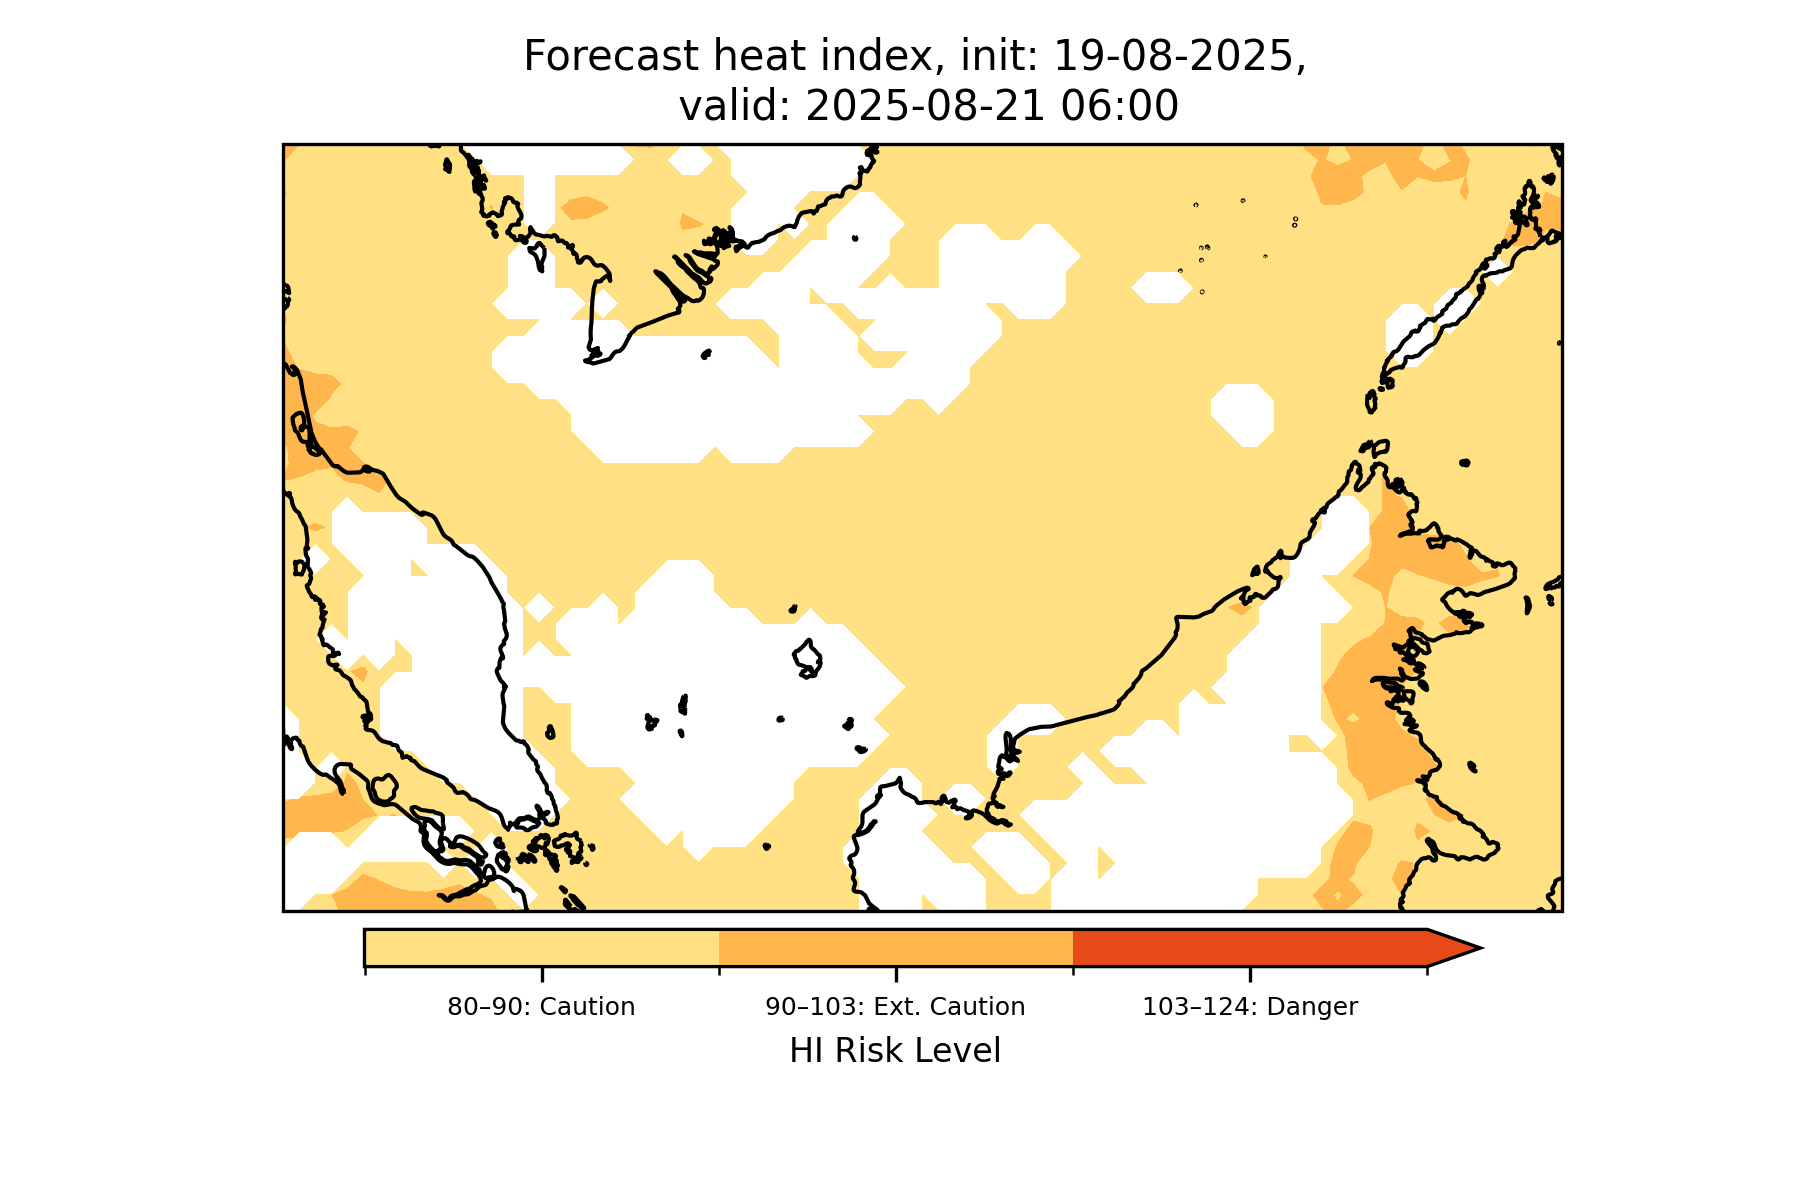 Forecast heat index, init: 19-08-2025,
valid: 2025-08-21 06:00
80–90: Caution
90–103: Ext. Caution
103–124: Danger
HI Risk Level